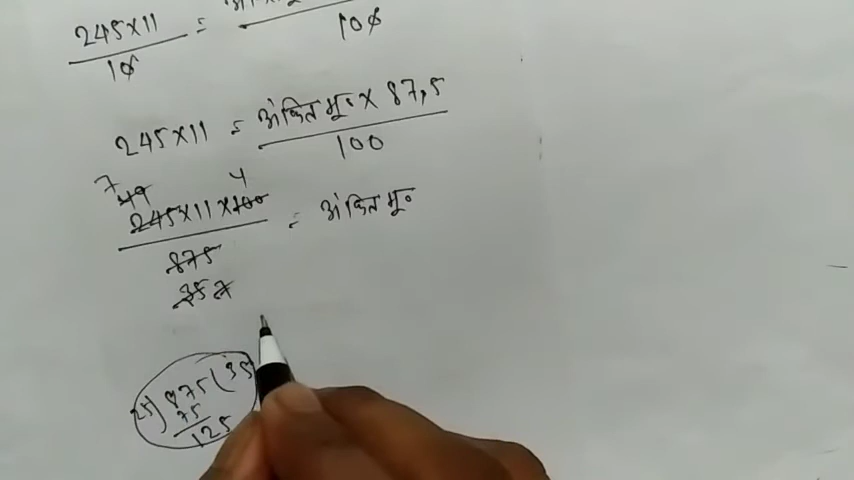 245×11 =
10 100
245×11 = अंकित मू० × 87.5
100
7 49 4
245×11×100 = अंकित मू०
875
35 7
25) 875 (35
75
125